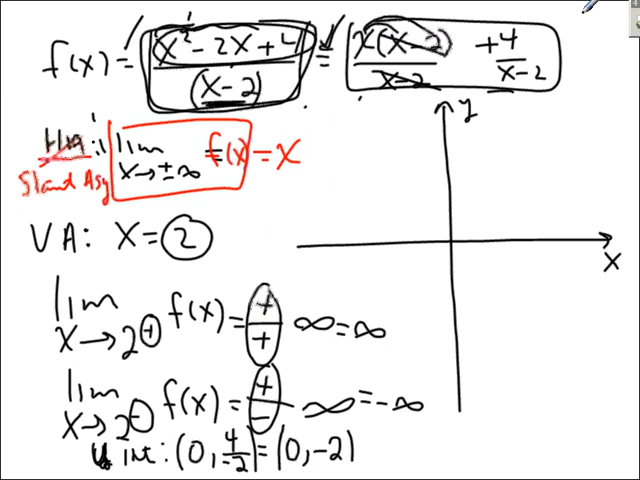 f(x) = x² - 2x + 4 / (x - 2) = x(x - 2) / x - 2 + 4 / x - 2
lim x→±∞ f(x) = x
Slant Asy
VA: x = 2
lim x→2⁺ f(x) = + / + ∞ = ∞
lim x→2⁻ f(x) = + / - ∞ = -∞
y int: (0, 4/-2) = (0, -2)
y
x